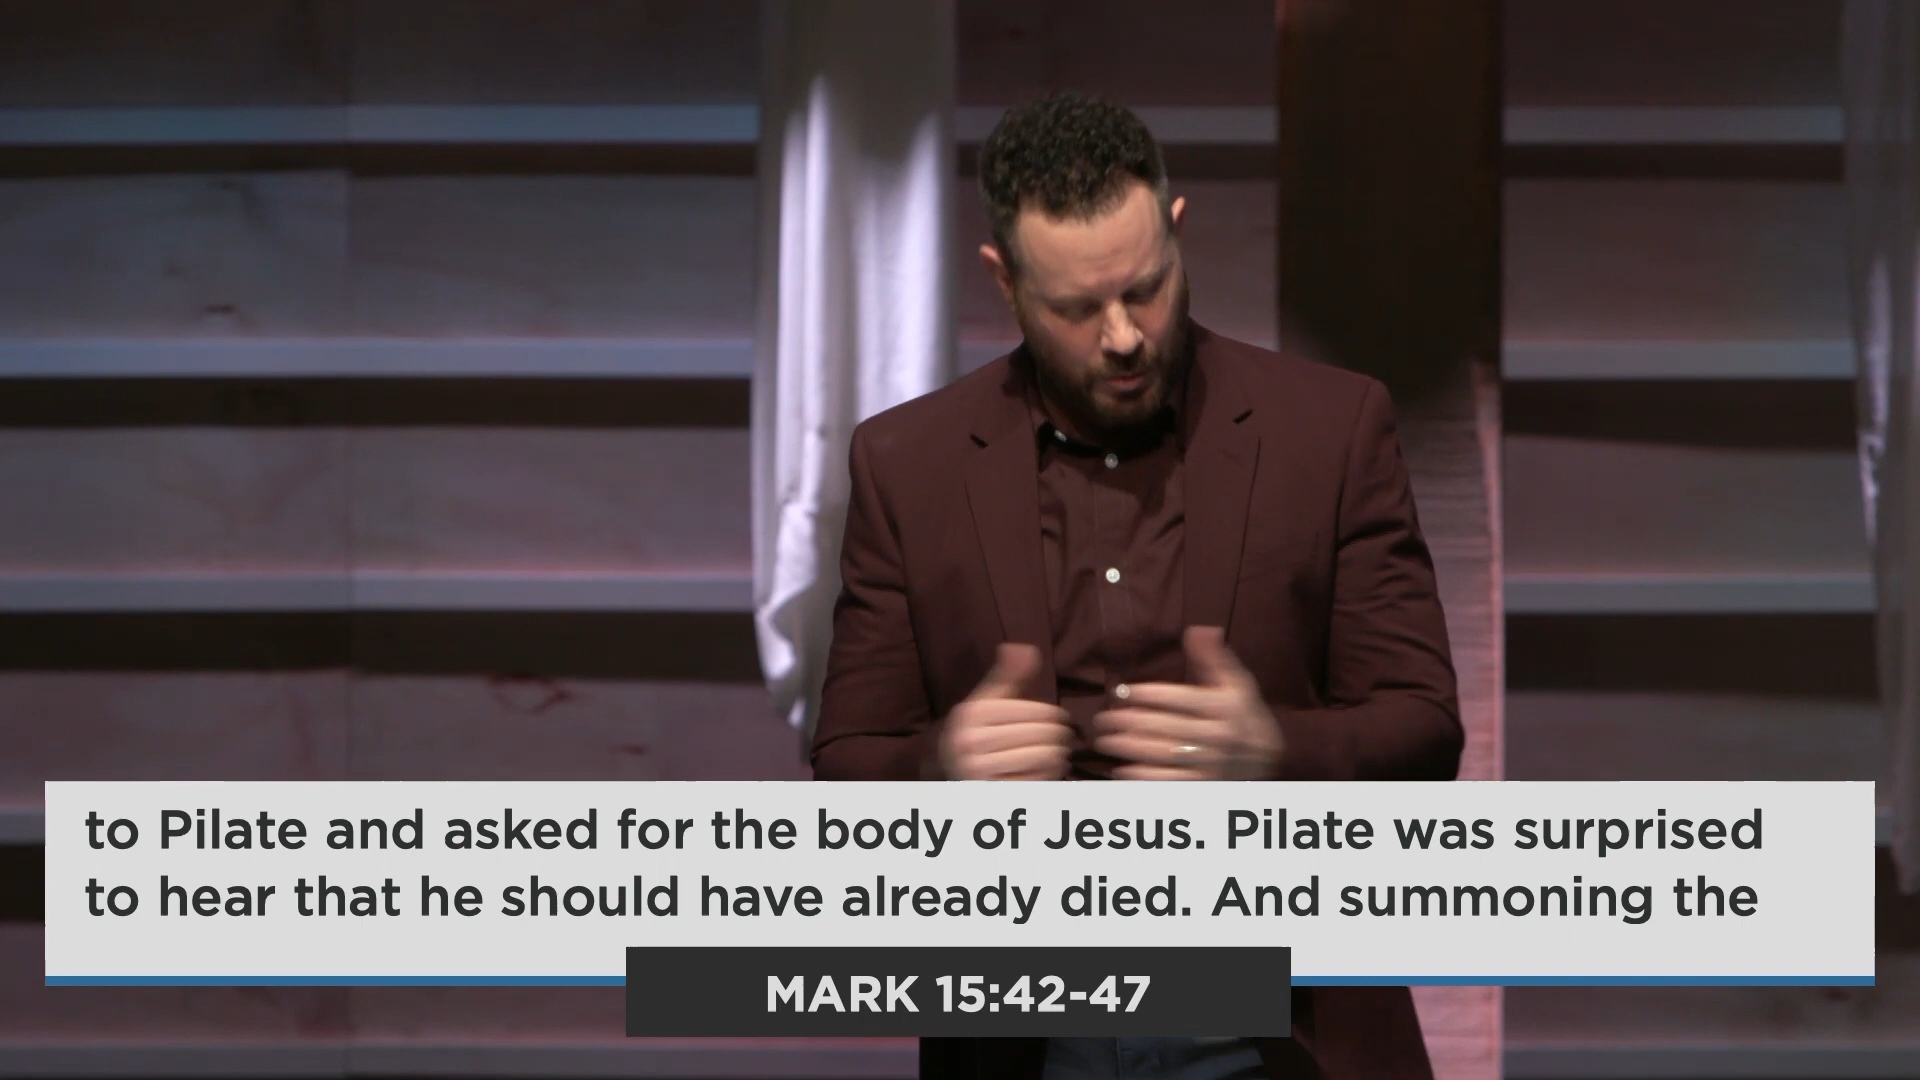 to Pilate and asked for the body of Jesus. Pilate was surprised
to hear that he should have already died. And summoning the
MARK 15:42-47